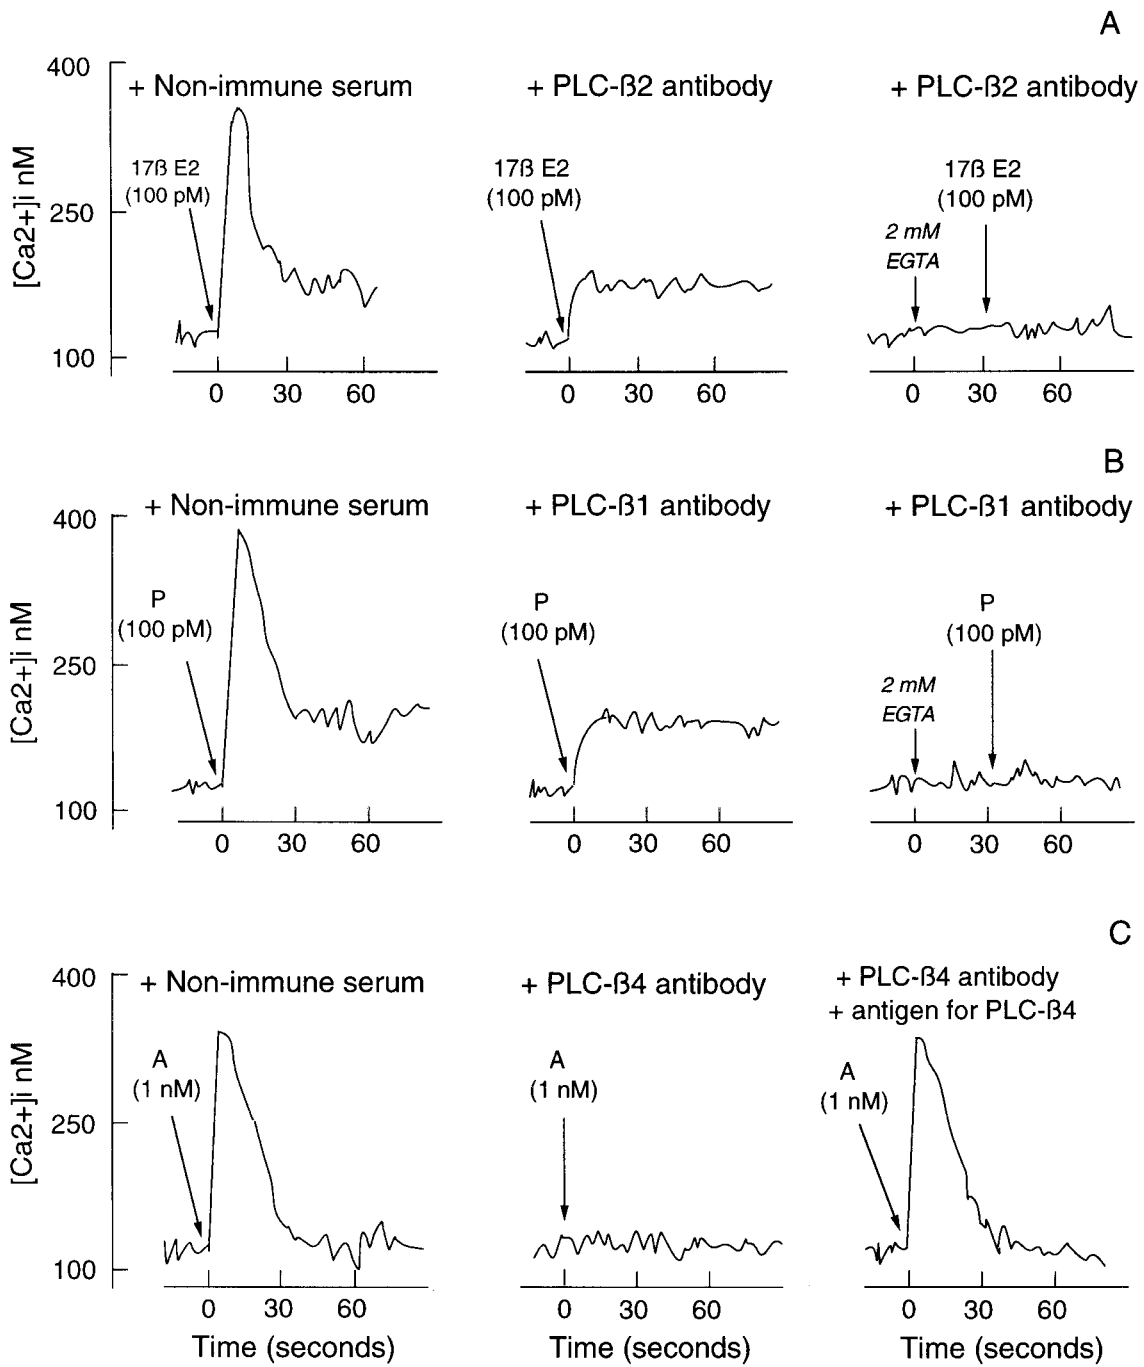 A
400
+ Non-immune serum
+ PLC-ß2 antibody
+ PLC-ß2 antibody
17ß E2
(100 pM)
17ß E2
(100 pM)
17ß E2
(100 pM)
2 mM
EGTA
[Ca2+]i nM
250
100
0 30 60
0 30 60
0 30 60
B
400
+ Non-immune serum
+ PLC-ß1 antibody
+ PLC-ß1 antibody
P
(100 pM)
P
(100 pM)
P
(100 pM)
2 mM
EGTA
[Ca2+]i nM
250
100
0 30 60
0 30 60
0 30 60
C
400
+ Non-immune serum
+ PLC-ß4 antibody
+ PLC-ß4 antibody
+ antigen for PLC-ß4
A
(1 nM)
A
(1 nM)
A
(1 nM)
[Ca2+]i nM
250
100
0 30 60
0 30 60
0 30 60
Time (seconds)
Time (seconds)
Time (seconds)